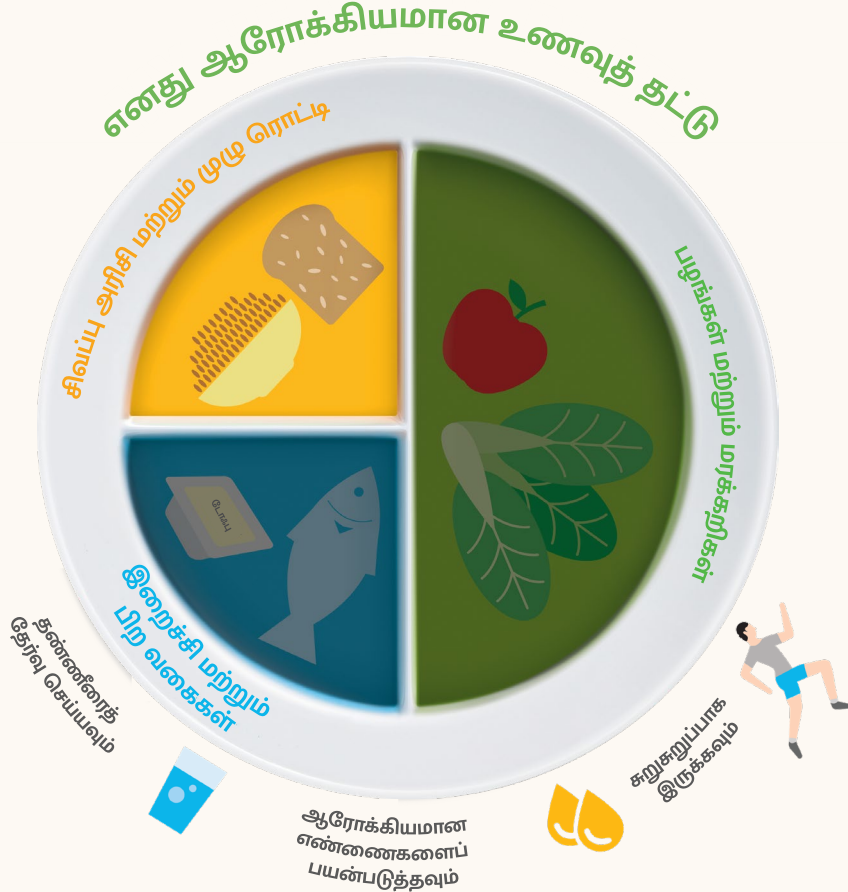 எனது ஆரோக்கியமான உணவுத் தட்டு
சிவப்பு அரிசி மற்றும் முழு ரொட்டி
பழங்கள் மற்றும் மரக்கறிகள்
டோஃபு
இறைச்சி மற்றும்
பிற வகைகள்
தண்ணீரைத்
தேர்வு செய்யவும்
ஆரோக்கியமான
எண்ணைகளைப்
பயன்படுத்தவும்
சுறுசுறுப்பாக
இருக்கவும்